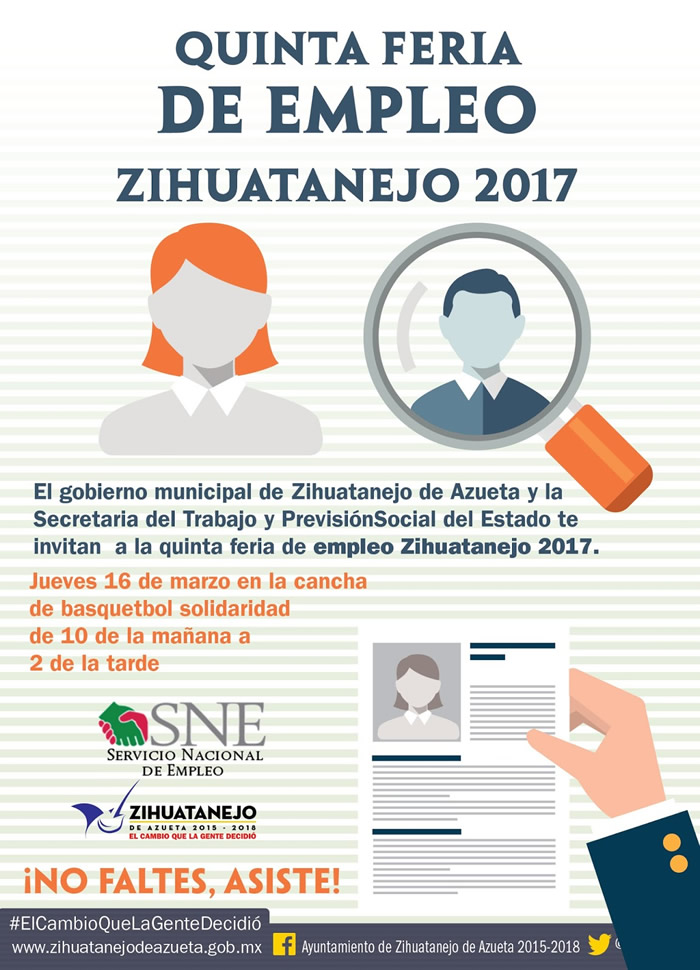 QUINTA FERIA
DE EMPLEO
ZIHUATANEJO 2017
El gobierno municipal de Zihuatanejo de Azueta y la
Secretaria del Trabajo y PrevisiónSocial del Estado te
invitan a la quinta feria de empleo Zihuatanejo 2017.
Jueves 16 de marzo en la cancha
de basquetbol solidaridad
de 10 de la mañana a
2 de la tarde
SNE
SERVICIO NACIONAL
DE EMPLEO
ZIHUATANEJO
DE AZUETA 2015 - 2018
EL CAMBIO QUE LA GENTE DECIDIÓ
¡NO FALTES, ASISTE!
#ElCambioQueLaGenteDecidió
www.zihuatanejodeazueta.gob.mx
Ayuntamiento de Zihuatanejo de Azueta 2015-2018